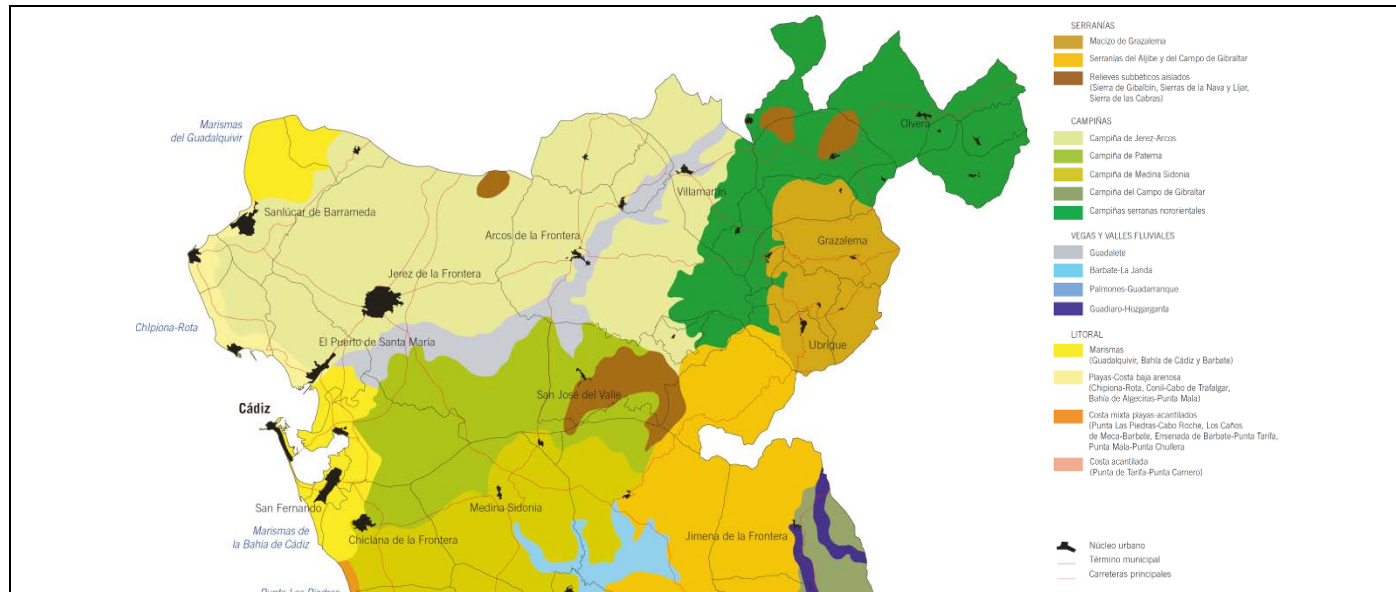 Marismas
del Guadalquivir
Sanlúcar de Barrameda
Chipiona-Rota
Jerez de la Frontera
El Puerto de Santa María
Cádiz
San Fernando
Marismas de
la Bahía de Cádiz
Chiclana de la Frontera
Punta Las Piedras
Arcos de la Frontera
Villamartín
Olvera
Grazalema
Ubrique
San José del Valle
Medina Sidonia
Jimena de la Frontera
SERRANÍAS
Macizo de Grazalema
Serranías del Aljibe y del Campo de Gibraltar
Relieves subbéticos aislados
(Sierra de Gibalbín, Sierras de la Nava y Líjar,
Sierra de las Cabras)
CAMPIÑAS
Campiña de Jerez-Arcos
Campiña de Paterna
Campiña de Medina Sidonia
Campiña del Campo de Gibraltar
Campiñas serranas nororientales
VEGAS Y VALLES FLUVIALES
Guadalete
Barbate-La Janda
Palmones-Guadarranque
Guadiaro-Hozgarganta
LITORAL
Marismas
(Guadalquivir, Bahía de Cádiz y Barbate)
Playas-Costa baja arenosa
(Chipiona-Rota, Conil-Cabo de Trafalgar,
Bahía de Algeciras-Punta Mala)
Costa mixta playas-acantilados
(Punta Las Piedras-Cabo Roche, Los Caños
de Meca-Barbate, Ensenada de Barbate-Punta Tarifa,
Punta Mala-Punta Chullera)
Costa acantilada
(Punta de Tarifa-Punta Carnero)
Núcleo urbano
Término municipal
Carreteras principales